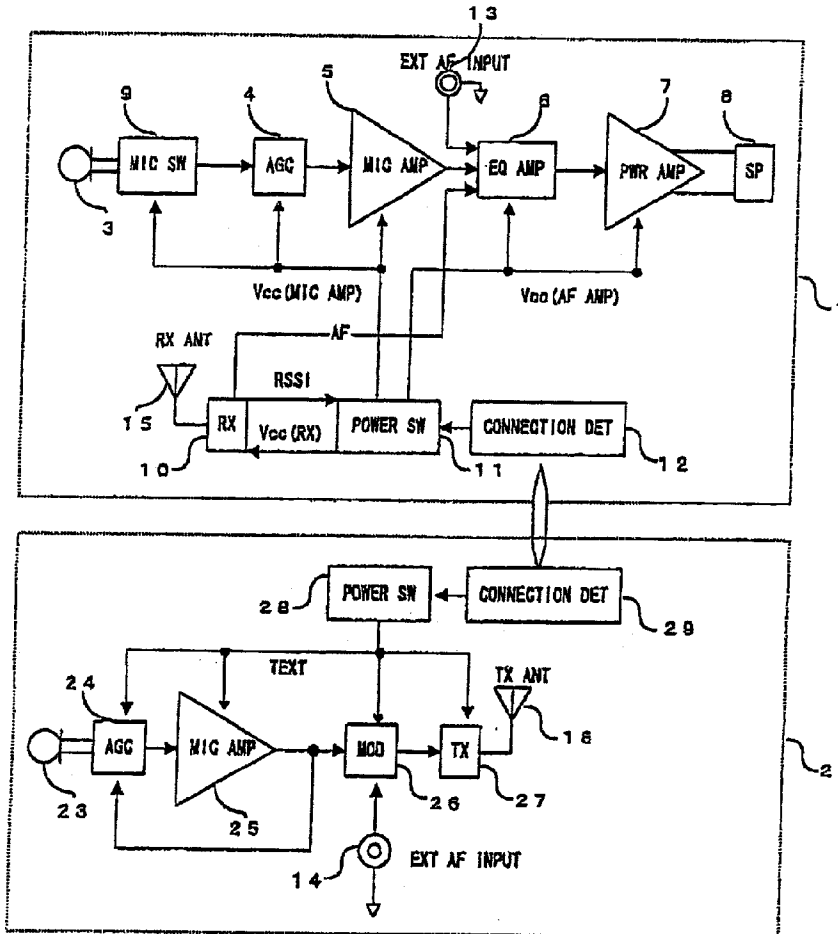 13
EXT AF INPUT
5
9
4
6
7
8
MIC SW
AGC
MIC AMP
EQ AMP
PWR AMP
SP
3
Vcc(MIC AMP)
Vcc(AF AMP)
AF
RX ANT
RSSI
15
RX
POWER SW
CONNECTION DET
Vcc(RX)
10
11
12
28
POWER SW
CONNECTION DET
29
TEXT
24
TX ANT
AGC
MIC AMP
MOD
TX
18
2
23
25
26
27
14
EXT AF INPUT